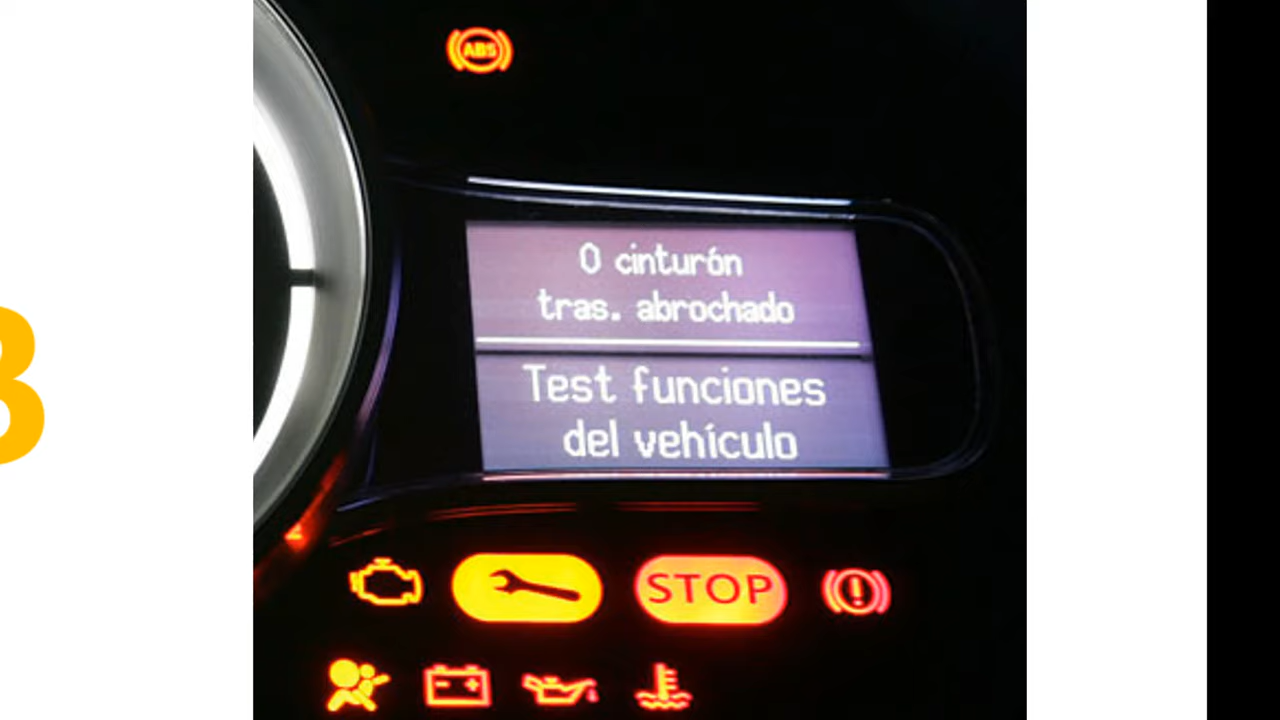 ABS
0 cinturón
tras. abrochado
Test funciones
del vehículo
STOP